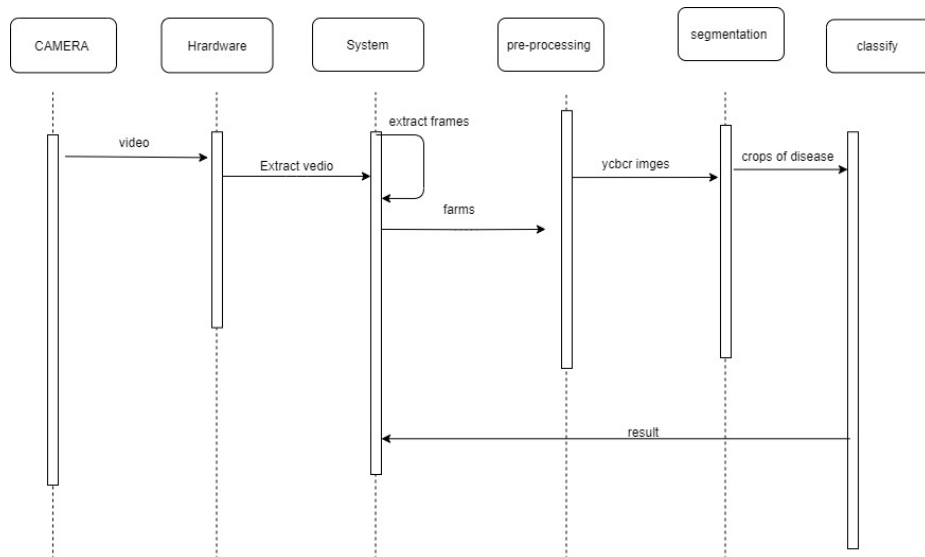 CAMERA
Hrardware
System
pre-processing
segmentation
classify
extract frames
video
Extract vedio
ycbcr imges
crops of disease
farms
result